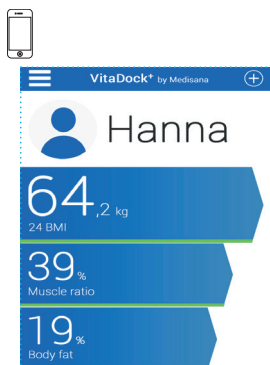 VitaDock+ by Medisana
Hanna
64,2 kg
24 BMI
39%
Muscle ratio
19%
Body fat